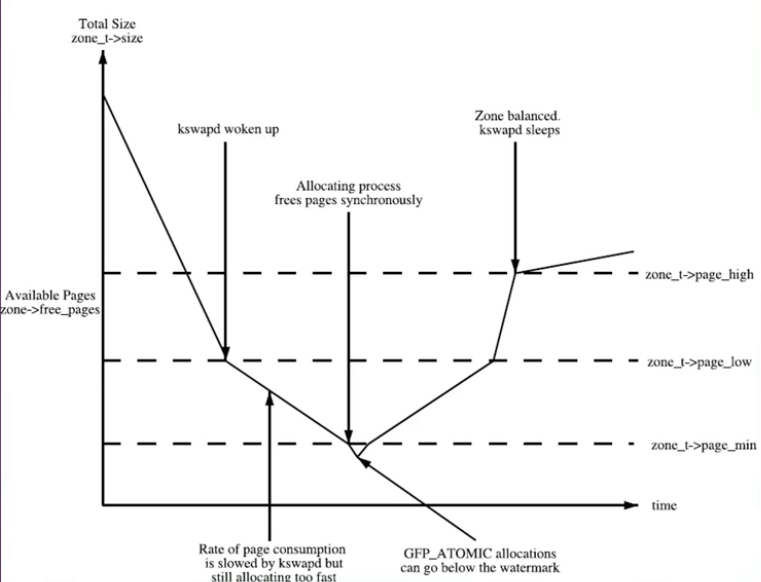 Total Size
zone_t->size
kswapd woken up
Zone balanced.
kswapd sleeps
Allocating process
frees pages synchronously
zone_t->page_high
Available Pages
zone->free_pages
zone_t->page_low
zone_t->page_min
time
Rate of page consumption
is slowed by kswapd but
still allocating too fast
GFP_ATOMIC allocations
can go below the watermark